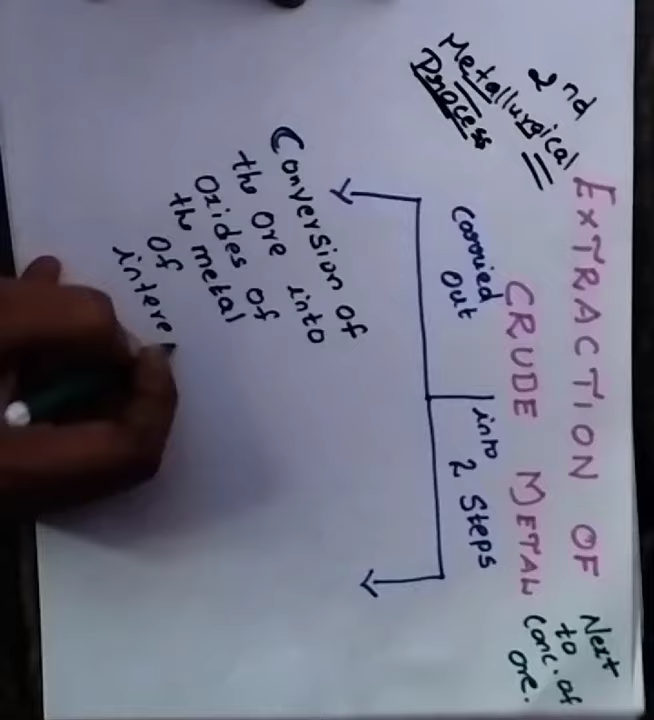 2nd
Metallurgical
Process
EXTRACTION OF
CRUDE METAL
Next
to
Conc. of
ore.
Carried
out
into
2 Steps
Conversion of
the ore into
Oxides of
the metal
of
intere